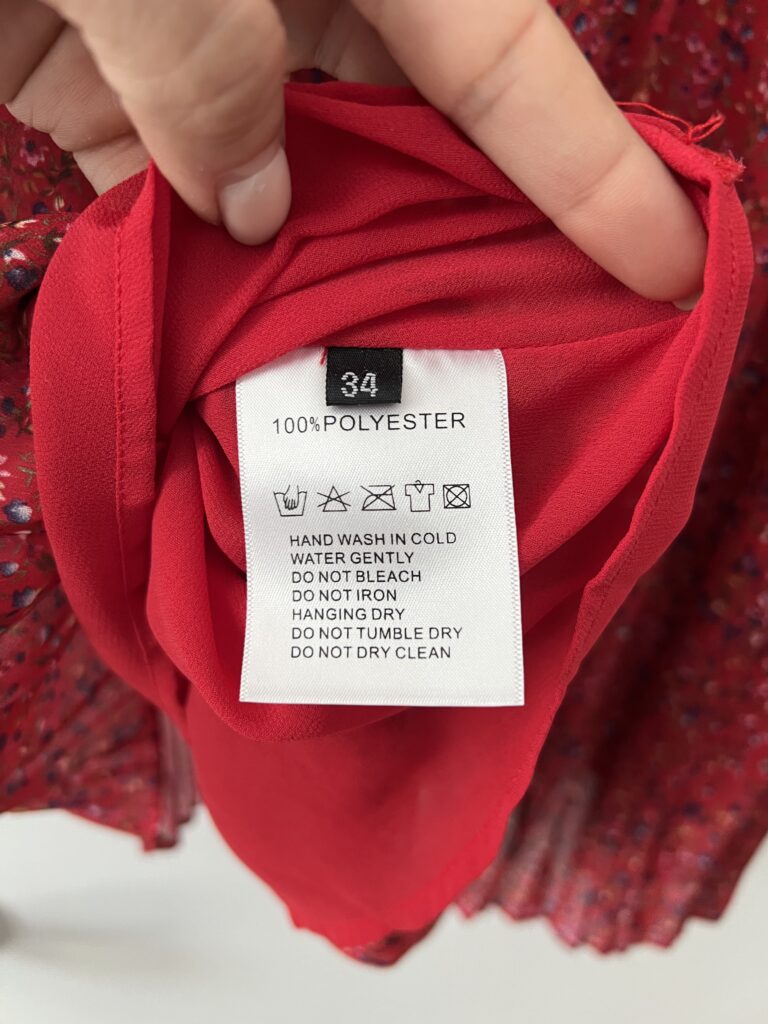 34
100%POLYESTER
HAND WASH IN COLD
WATER GENTLY
DO NOT BLEACH
DO NOT IRON
HANGING DRY
DO NOT TUMBLE DRY
DO NOT DRY CLEAN